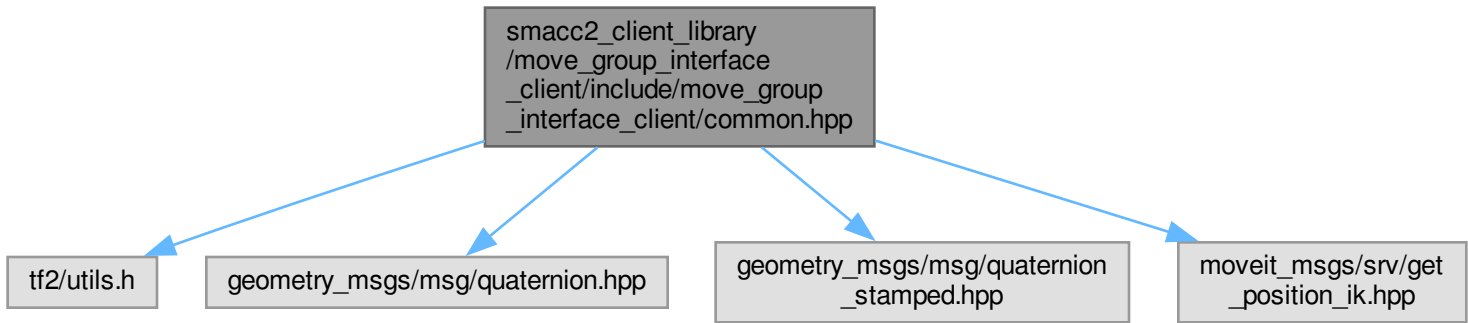 smacc2_client_library
/move_group_interface
_client/include/move_group
_interface_client/common.hpp
tf2/utils.h
geometry_msgs/msg/quaternion.hpp
geometry_msgs/msg/quaternion
_stamped.hpp
moveit_msgs/srv/get
_position_ik.hpp